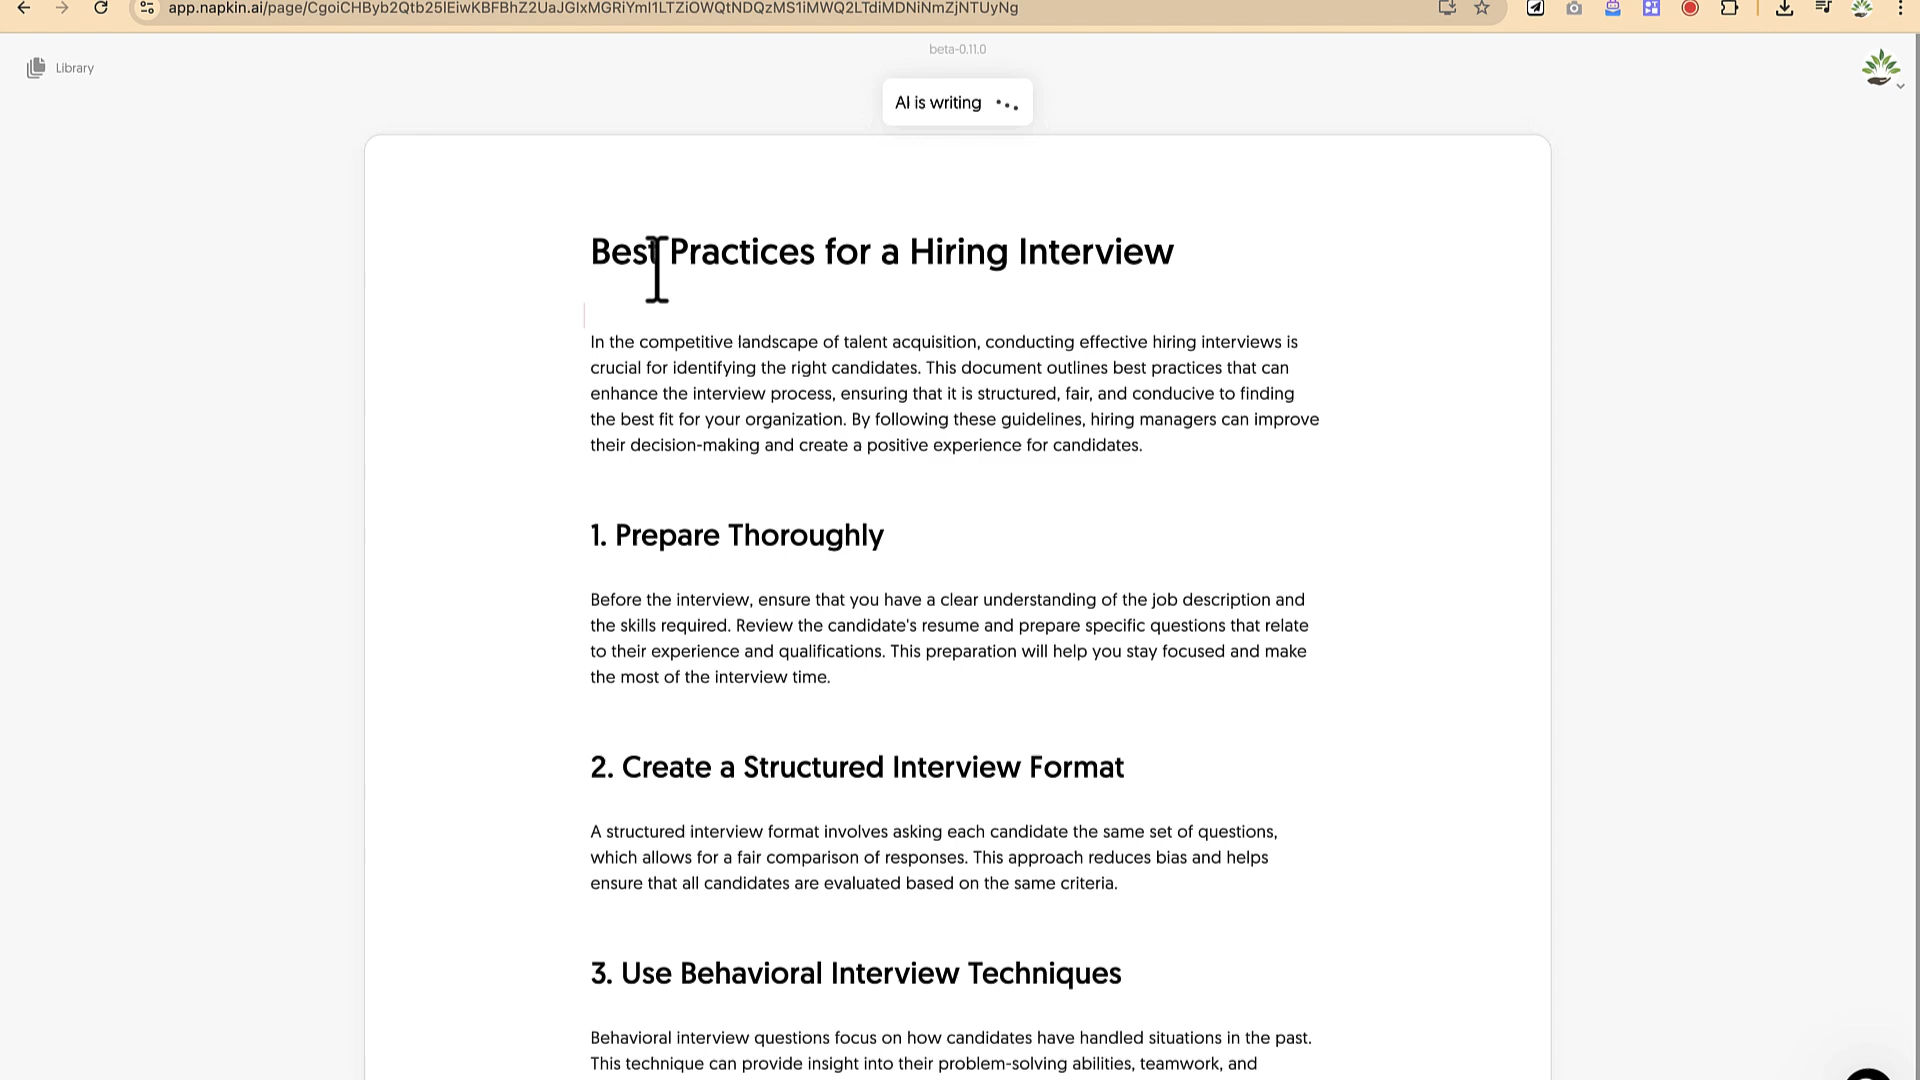 app.napkin.ai/page/CgoiCHByb2Qtb25lEiwKBFBhZ2UaJGIxMGRiYmI1LTZiOWQtNDQzMS1iMWQ2LTdiMDNiNmZjNTUyNg
beta-0.11.0
Library
AI is writing
Best Practices for a Hiring Interview
In the competitive landscape of talent acquisition, conducting effective hiring interviews is
crucial for identifying the right candidates. This document outlines best practices that can
enhance the interview process, ensuring that it is structured, fair, and conducive to finding
the best fit for your organization. By following these guidelines, hiring managers can improve
their decision-making and create a positive experience for candidates.
1. Prepare Thoroughly
Before the interview, ensure that you have a clear understanding of the job description and
the skills required. Review the candidate's resume and prepare specific questions that relate
to their experience and qualifications. This preparation will help you stay focused and make
the most of the interview time.
2. Create a Structured Interview Format
A structured interview format involves asking each candidate the same set of questions,
which allows for a fair comparison of responses. This approach reduces bias and helps
ensure that all candidates are evaluated based on the same criteria.
3. Use Behavioral Interview Techniques
Behavioral interview questions focus on how candidates have handled situations in the past.
This technique can provide insight into their problem-solving abilities, teamwork, and